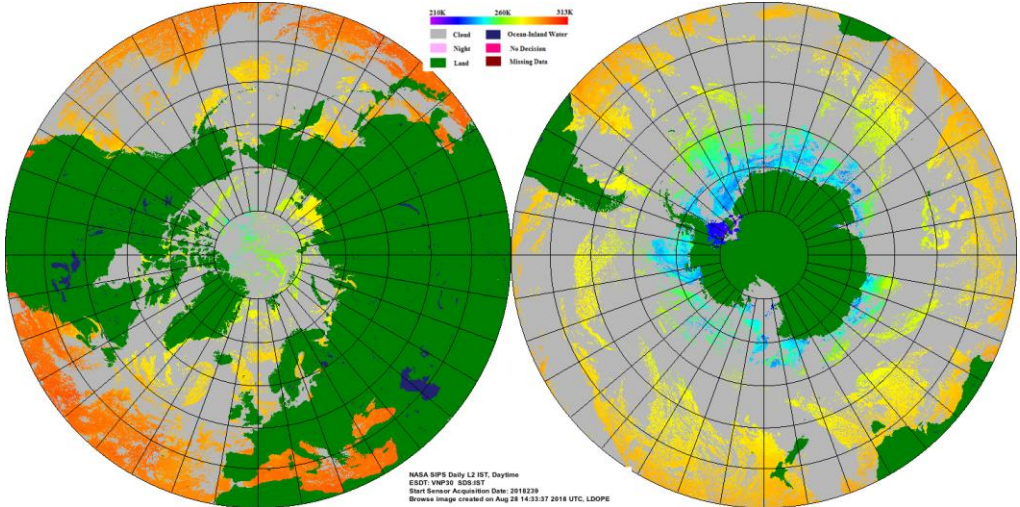 210K 260K 313K
Cloud Ocean-Inland Water
Night No Decision
Land Missing Data
NASA SIPS Daily L2 IST, Daytime
ESDT: VNP30 SDS:IST
Start Sensor Acquisition Date: 2018239
Browse image created on Aug 28 14:33:37 2018 UTC, LDOPE